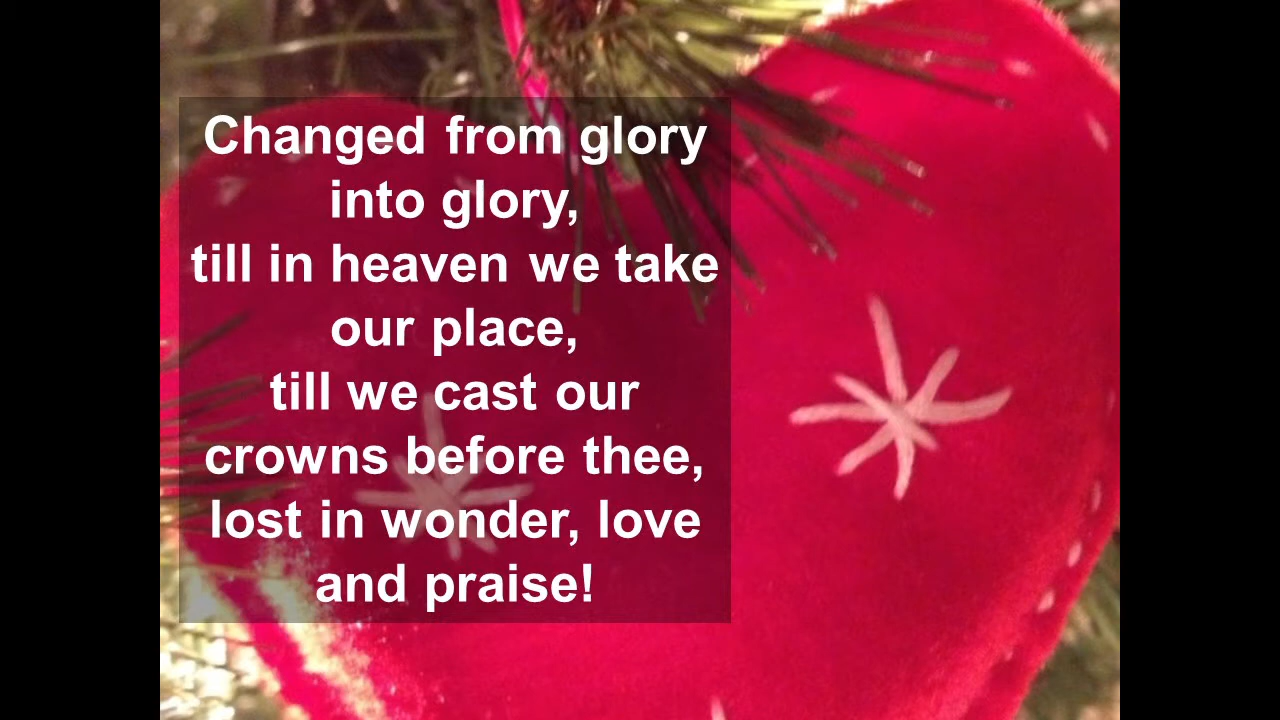 Changed from glory
into glory,
till in heaven we take
our place,
till we cast our
crowns before thee,
lost in wonder, love
and praise!